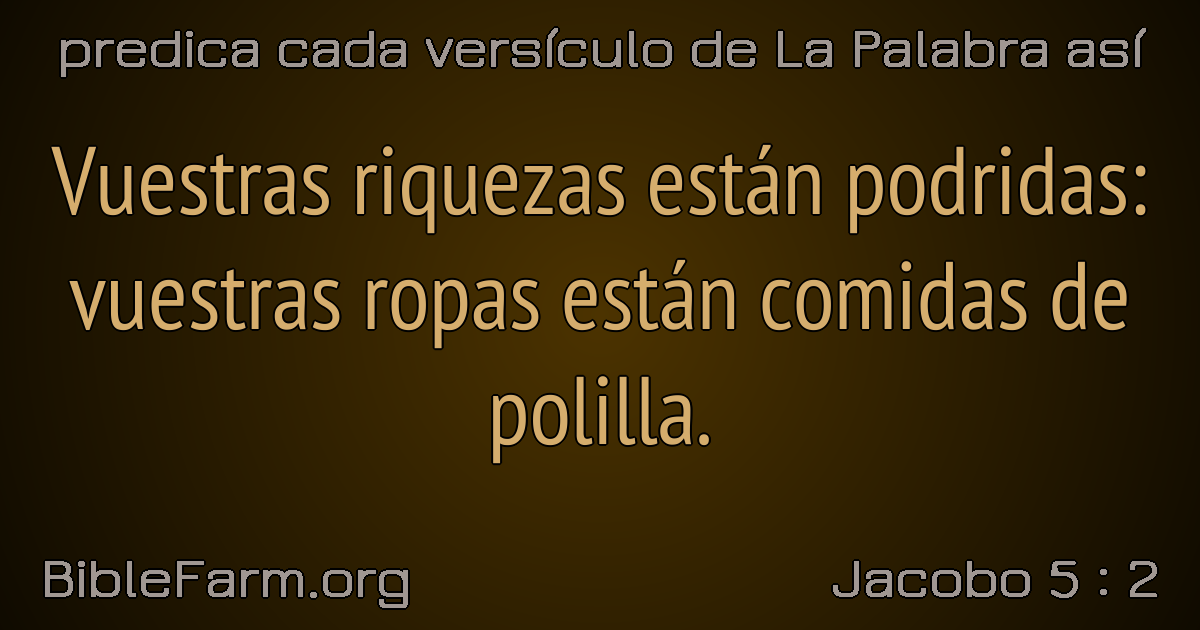 predica cada versículo de La Palabra así
Vuestras riquezas están podridas:
vuestras ropas están comidas de
polilla.
BibleFarm.org
Jacobo 5 : 2